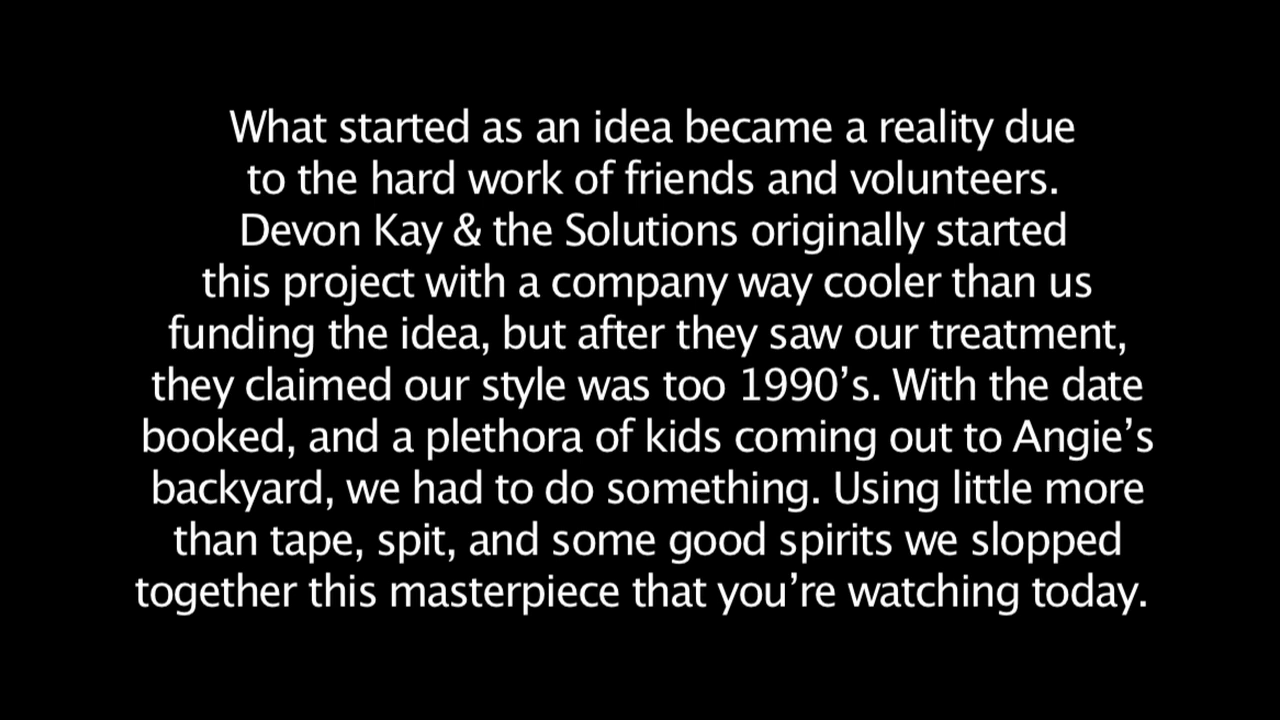 What started as an idea became a reality due
to the hard work of friends and volunteers.
Devon Kay & the Solutions originally started
this project with a company way cooler than us
funding the idea, but after they saw our treatment,
they claimed our style was too 1990’s. With the date
booked, and a plethora of kids coming out to Angie’s
backyard, we had to do something. Using little more
than tape, spit, and some good spirits we slopped
together this masterpiece that you’re watching today.